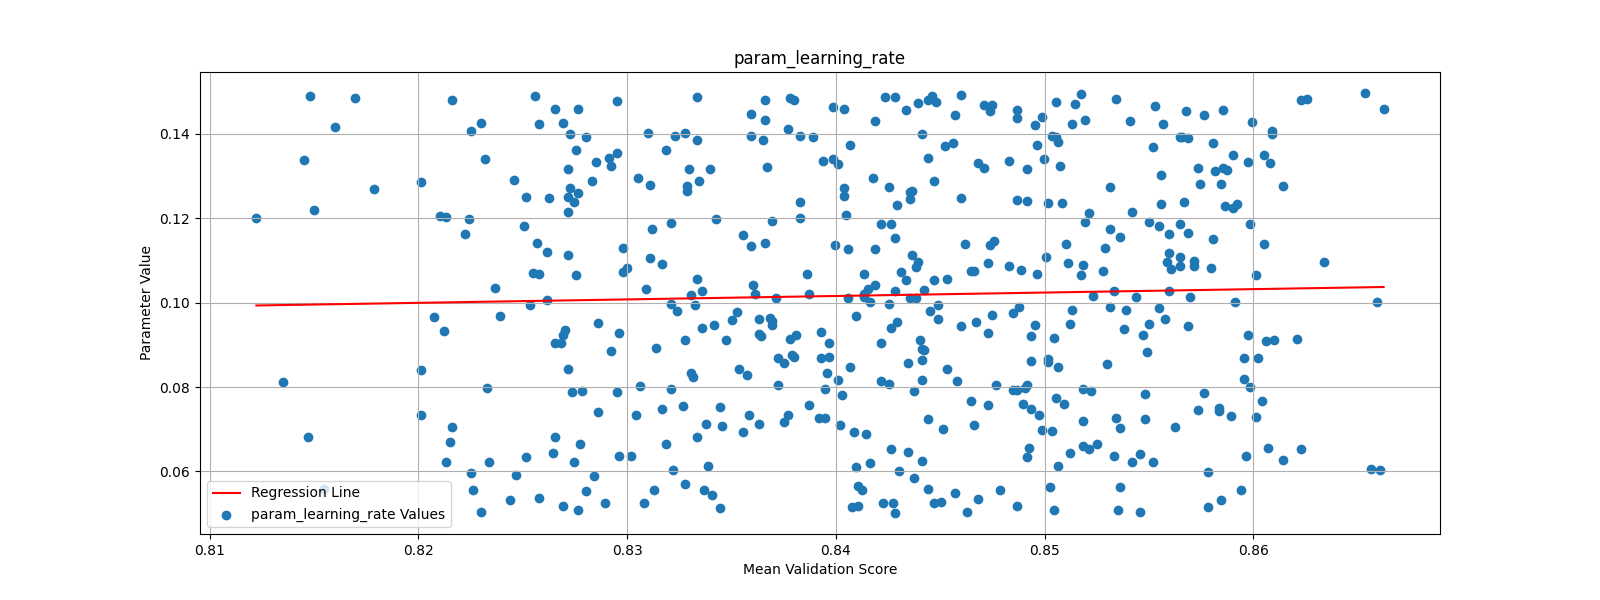 param_learning_rate
Parameter Value
0.14
0.12
0.10
0.08
0.06
Regression Line
param_learning_rate Values
0.81
0.82
0.83
0.84
0.85
0.86
Mean Validation Score